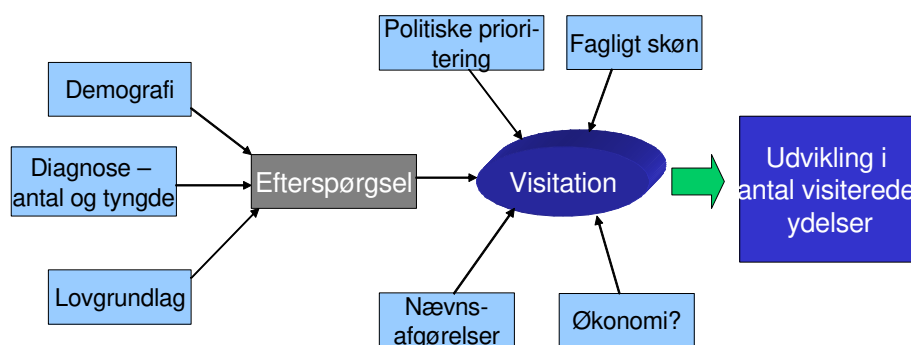 Politiske priori-
tering
Fagligt skøn
Demografi
Diagnose –
antal og tyngde
Efterspørgsel
Visitation
Udvikling i
antal visiterede
ydelser
Lovgrundlag
Nævns-
afgørelser
Økonomi?